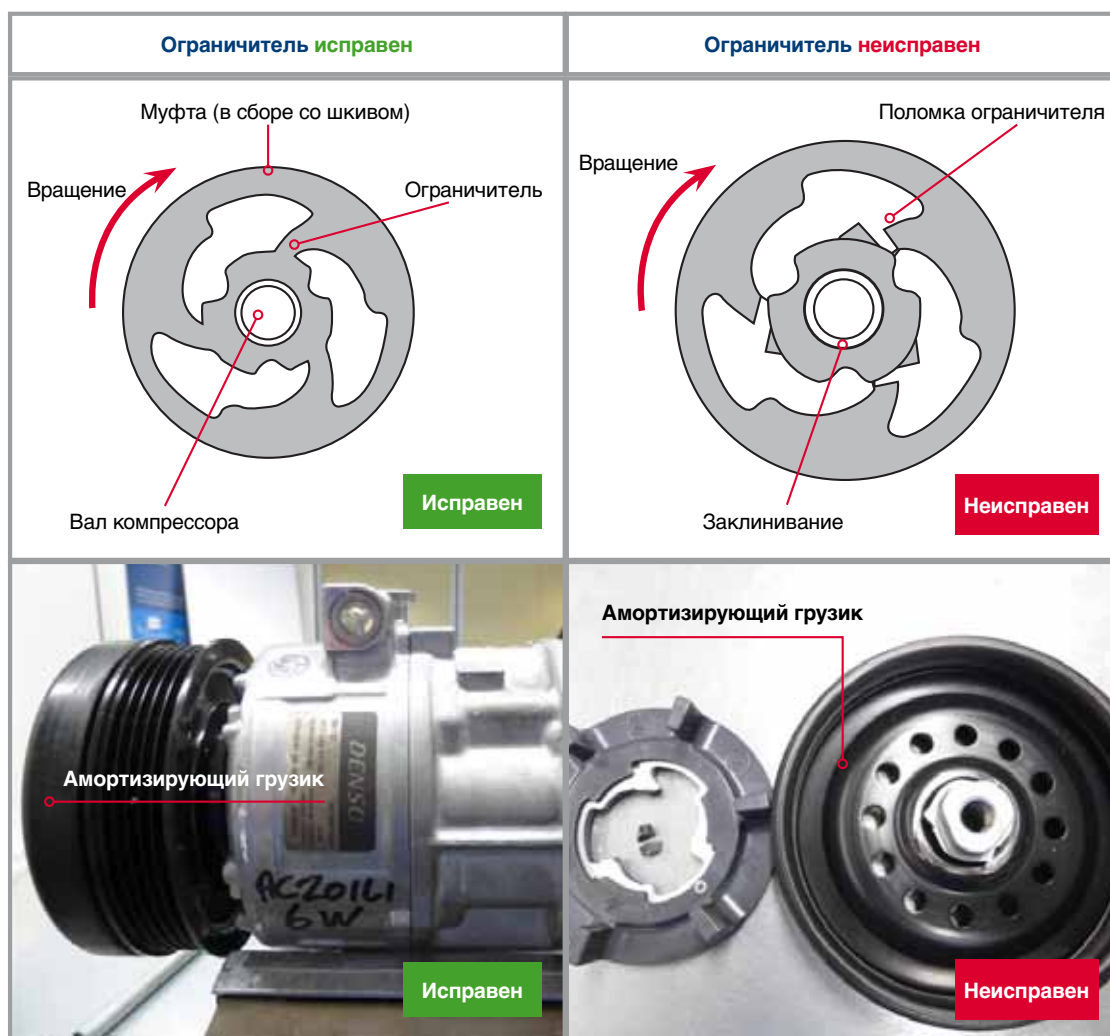 Ограничитель исправен
Ограничитель неисправен
Муфта (в сборе со шкивом)
Вращение
Ограничитель
Вал компрессора
Исправен
Поломка ограничителя
Вращение
Заклинивание
Неисправен
Амортизирующий грузик
DENSO
AC201L1
6W
Исправен
Амортизирующий грузик
Неисправен